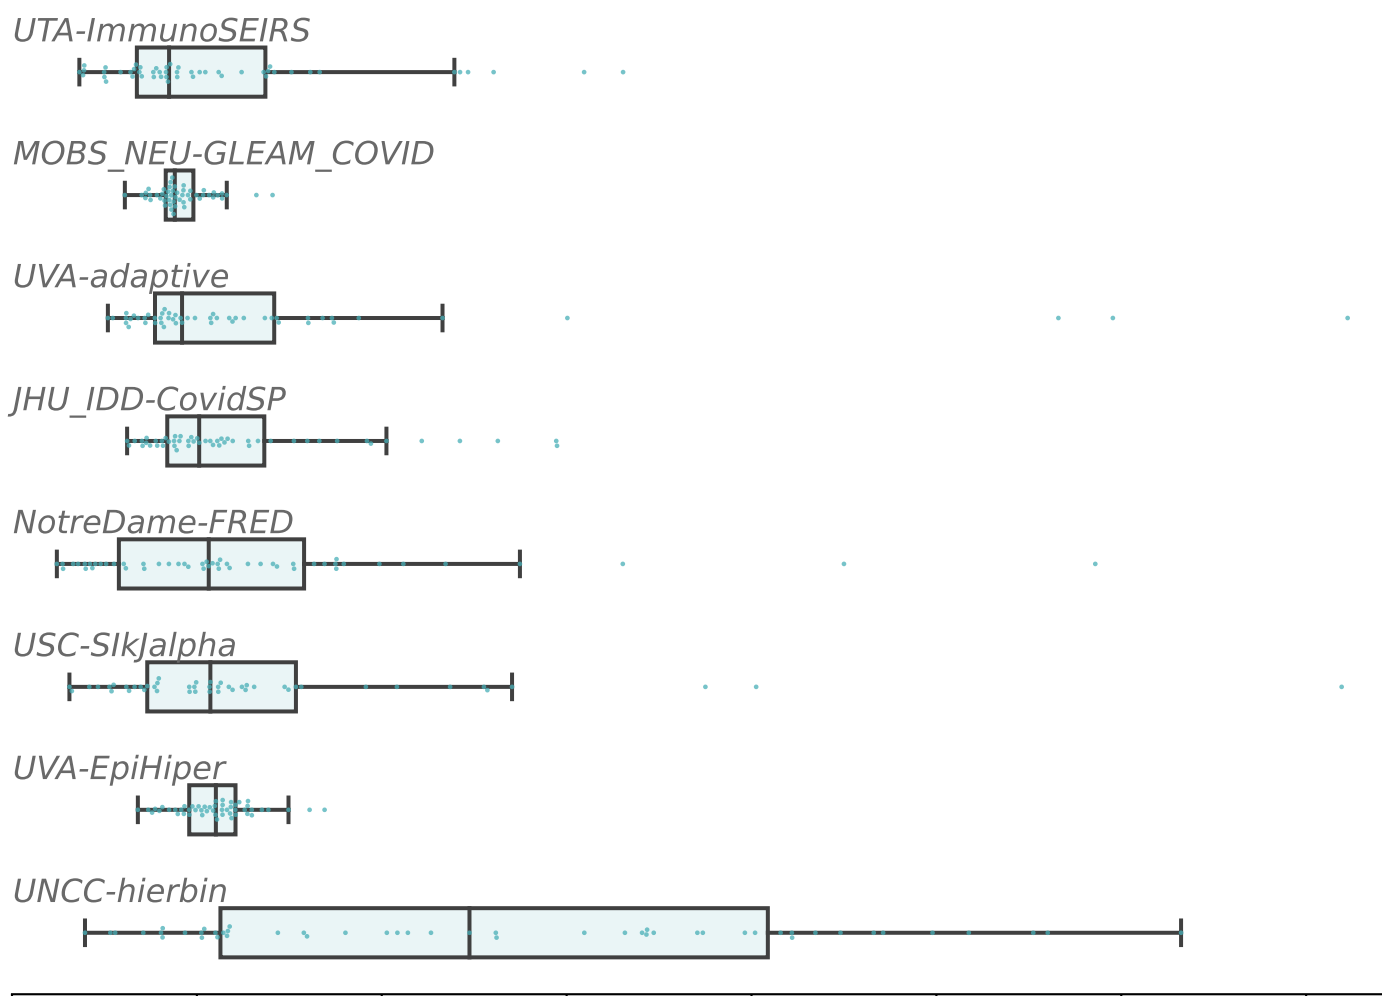 UTA-ImmunoSEIRS
MOBS_NEU-GLEAM_COVID
UVA-adaptive
JHU_IDD-CovidSP
NotreDame-FRED
USC-SIkJalpha
UVA-EpiHiper
UNCC-hierbin